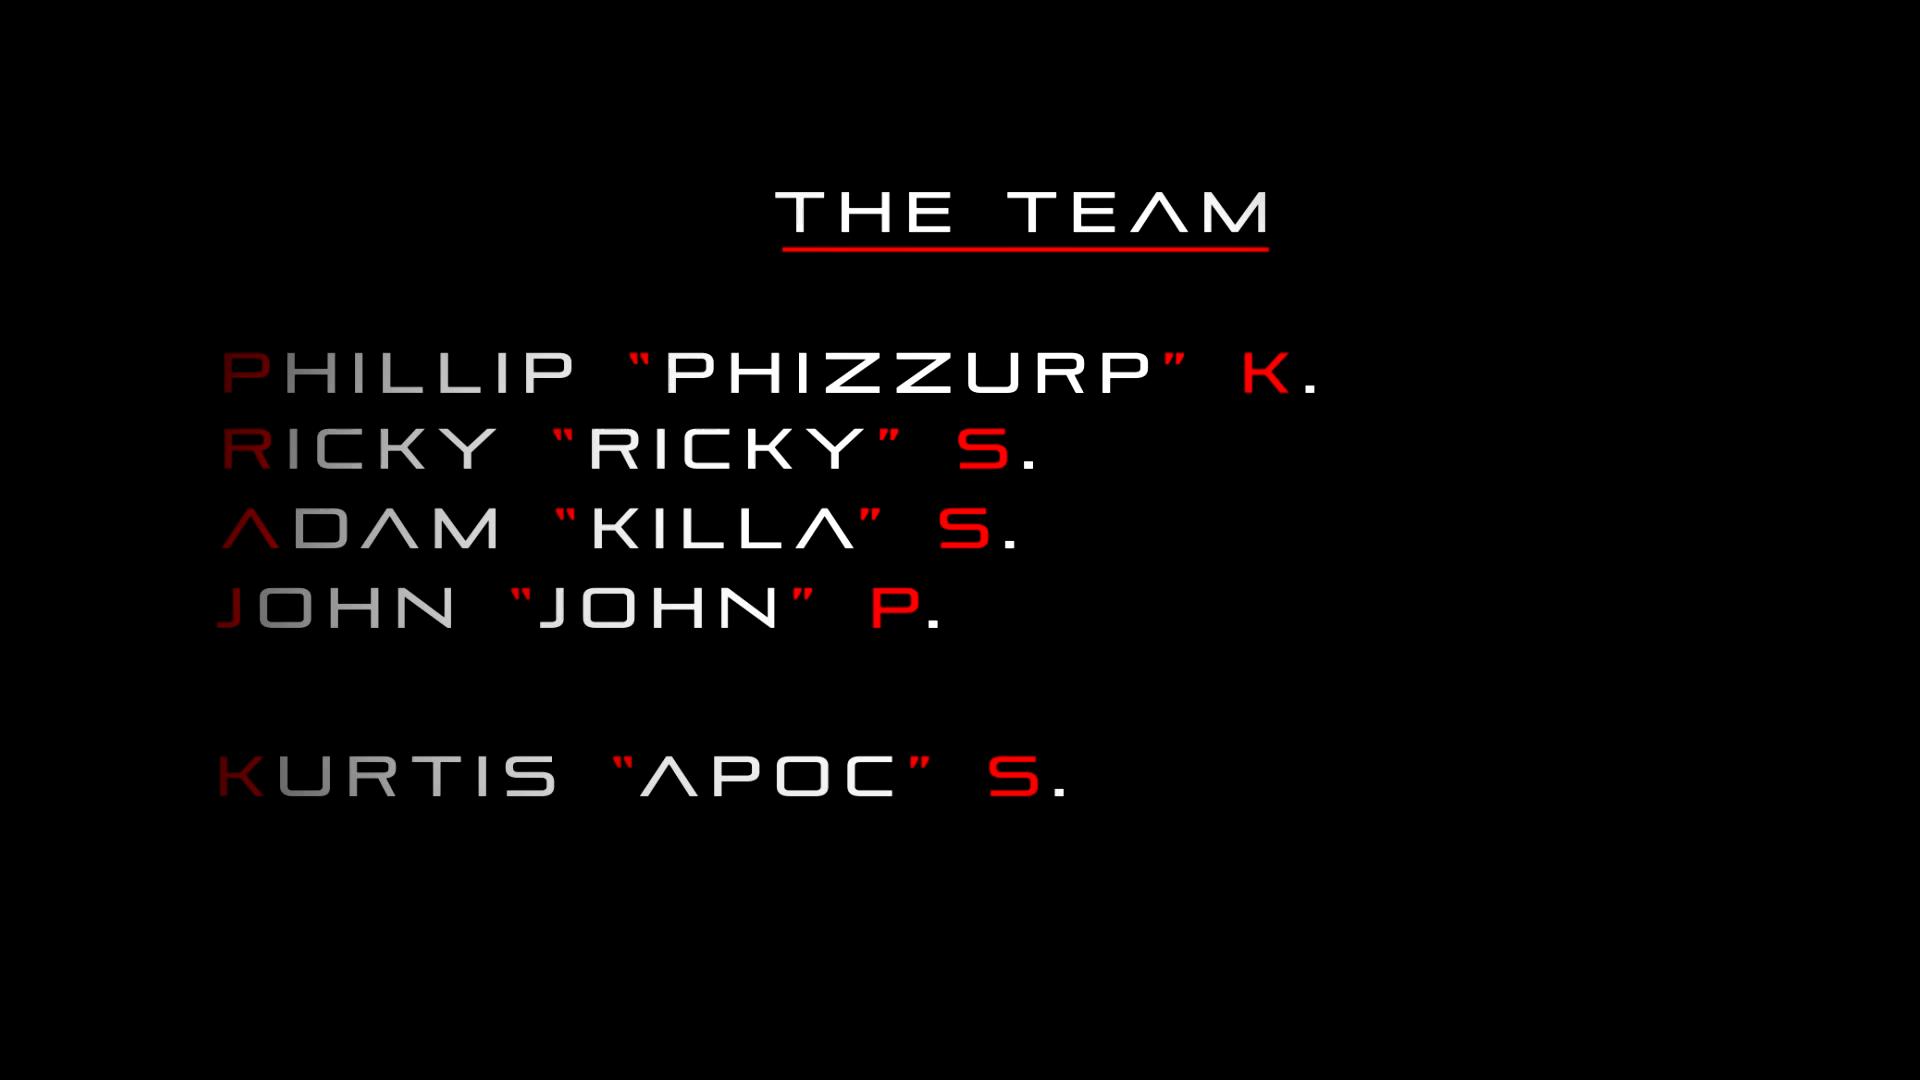 THE TEAM
PHILLIP “PHIZZURP” K.
RICKY “RICKY” S.
ADAM “KILLA” S.
JOHN “JOHN” P.
KURTIS “APOC” S.